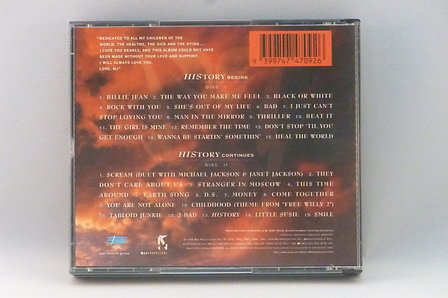 "DEDICATED TO ALL MY CHILDREN OF THE
WORLD, THE HEALTHY, THE SICK AND THE DYING...
I LOVE YOU DEARLY, AND THIS ALBUM COULD NOT HAVE
BEEN MADE WITHOUT YOUR LOVE AND SUPPORT.
I WILL ALWAYS LOVE YOU.
LOVE, MJ"
9 399747 470926
HISTORY BEGINS
DISC I
1. BILLIE JEAN 2. THE WAY YOU MAKE ME FEEL 3. BLACK OR WHITE
4. ROCK WITH YOU 5. SHE'S OUT OF MY LIFE 6. BAD 7. I JUST CAN'T
STOP LOVING YOU 8. MAN IN THE MIRROR 9. THRILLER 10. BEAT IT
11. THE GIRL IS MINE 12. REMEMBER THE TIME 13. DON'T STOP 'TIL YOU
GET ENOUGH 14. WANNA BE STARTIN' SOMETHIN' 15. HEAL THE WORLD
HISTORY CONTINUES
DISC II
1. SCREAM (DUET WITH MICHAEL JACKSON & JANET JACKSON) 2. THEY
DON'T CARE ABOUT US 3. STRANGER IN MOSCOW 4. THIS TIME
AROUND 5. EARTH SONG 6. D.S. 7. MONEY 8. COME TOGETHER
9. YOU ARE NOT ALONE 10. CHILDHOOD (THEME FROM "FREE WILLY 2")
11. TABLOID JUNKIE 12. 2 BAD 13. HISTORY 14. LITTLE SUSIE 15. SMILE
epic
MJJ PRODUCTIONS